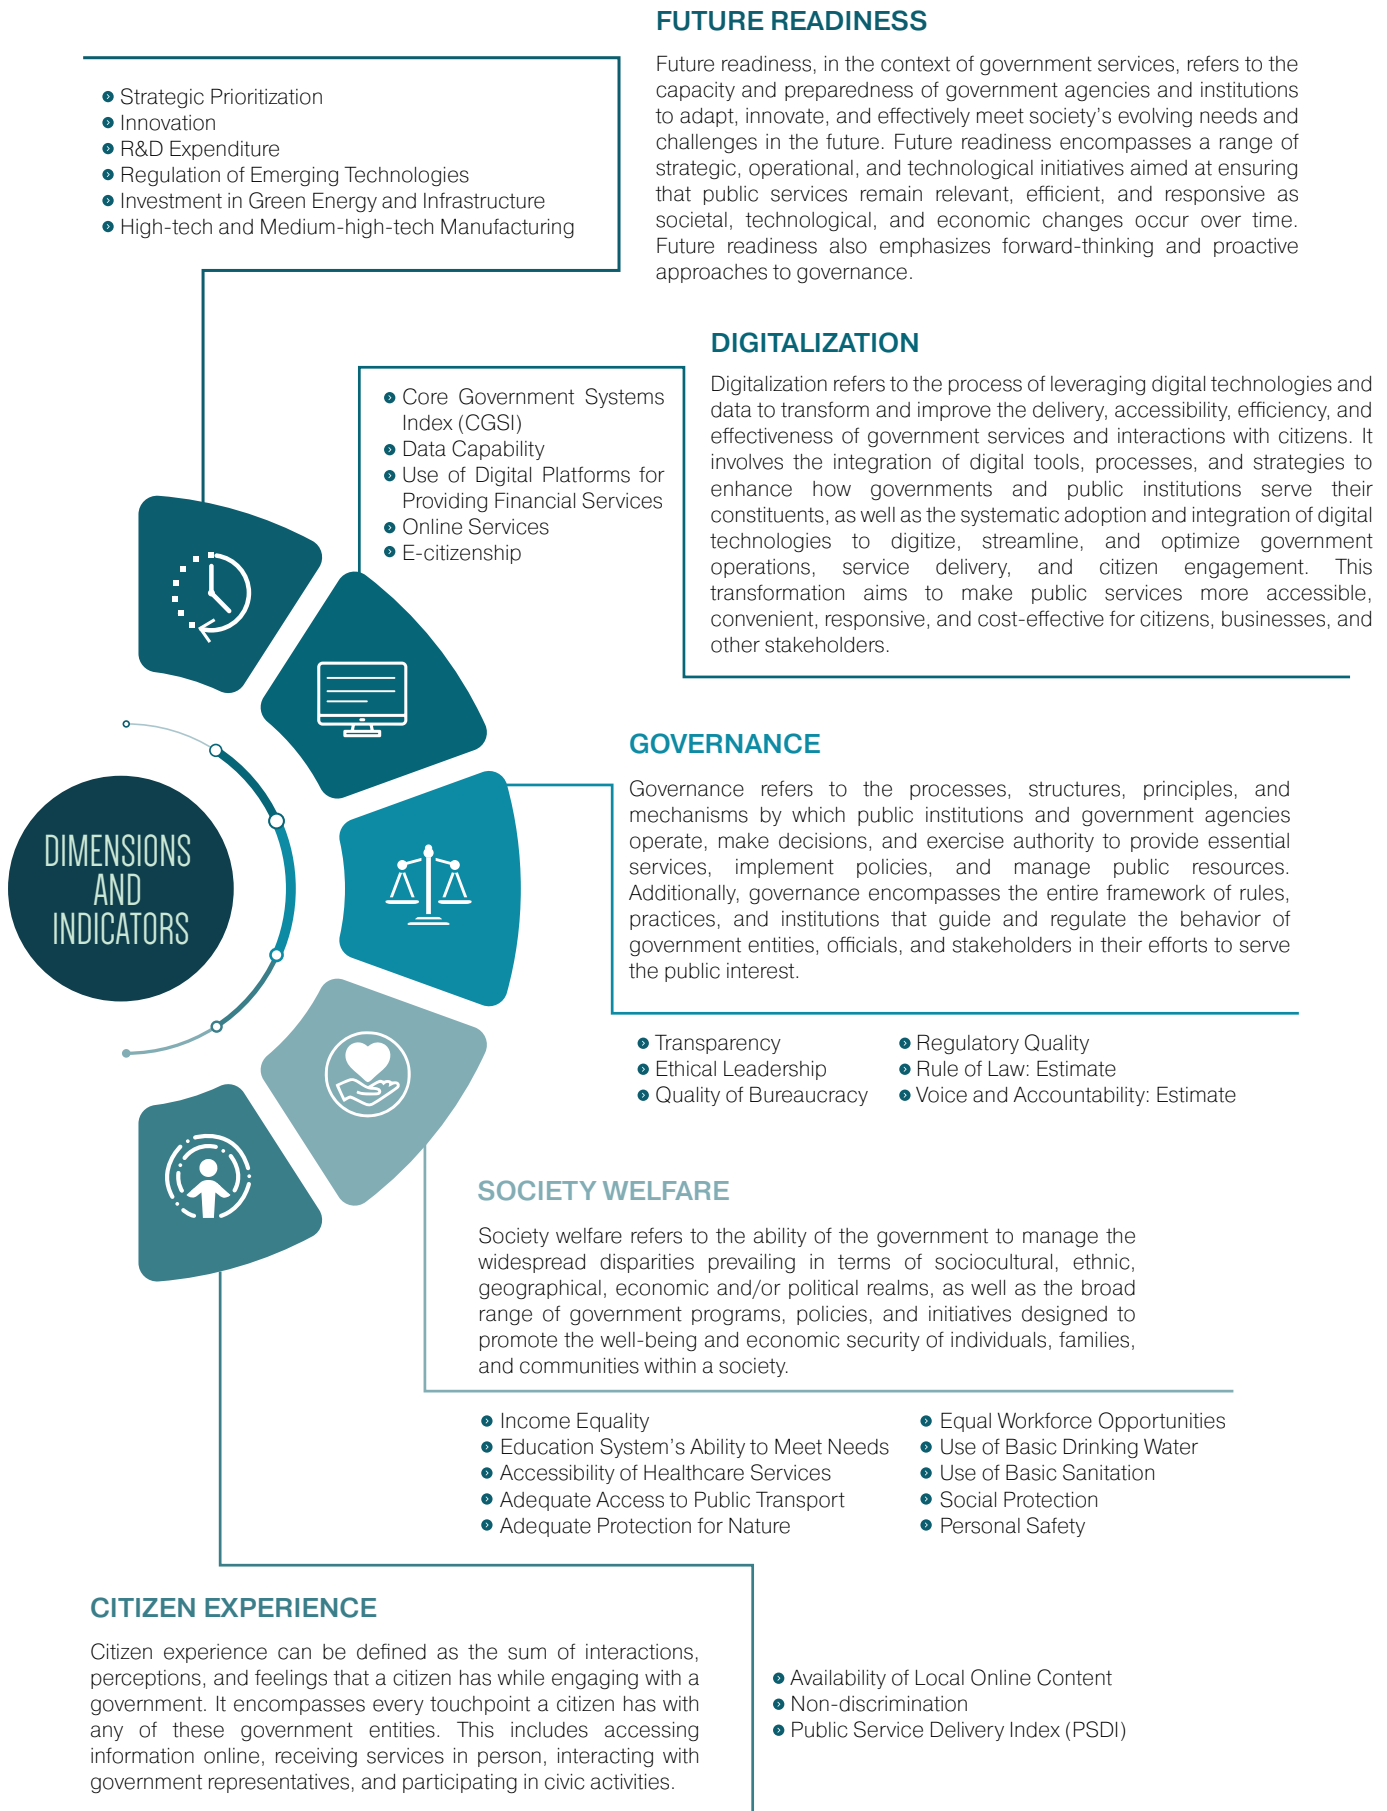 FUTURE READINESS
Future readiness, in the context of government services, refers to the
capacity and preparedness of government agencies and institutions
to adapt, innovate, and effectively meet society's evolving needs and
challenges in the future. Future readiness encompasses a range of
strategic, operational, and technological initiatives aimed at ensuring
that public services remain relevant, efficient, and responsive as
societal, technological, and economic changes occur over time.
Future readiness also emphasizes forward-thinking and proactive
approaches to governance.
Strategic Prioritization
Innovation
R&D Expenditure
Regulation of Emerging Technologies
Investment in Green Energy and Infrastructure
High-tech and Medium-high-tech Manufacturing
DIGITALIZATION
Digitalization refers to the process of leveraging digital technologies and
data to transform and improve the delivery, accessibility, efficiency, and
effectiveness of government services and interactions with citizens. It
involves the integration of digital tools, processes, and strategies to
enhance how governments and public institutions serve their
constituents, as well as the systematic adoption and integration of digital
technologies to digitize, streamline, and optimize government
operations, service delivery, and citizen engagement. This
transformation aims to make public services more accessible,
convenient, responsive, and cost-effective for citizens, businesses, and
other stakeholders.
Core Government Systems
Index (CGSI)
Data Capability
Use of Digital Platforms for
Providing Financial Services
Online Services
E-citizenship
DIMENSIONS
AND
INDICATORS
GOVERNANCE
Governance refers to the processes, structures, principles, and
mechanisms by which public institutions and government agencies
operate, make decisions, and exercise authority to provide essential
services, implement policies, and manage public resources.
Additionally, governance encompasses the entire framework of rules,
practices, and institutions that guide and regulate the behavior of
government entities, officials, and stakeholders in their efforts to serve
the public interest.
Transparency
Ethical Leadership
Quality of Bureaucracy
Regulatory Quality
Rule of Law: Estimate
Voice and Accountability: Estimate
SOCIETY WELFARE
Society welfare refers to the ability of the government to manage the
widespread disparities prevailing in terms of sociocultural, ethnic,
geographical, economic and/or political realms, as well as the broad
range of government programs, policies, and initiatives designed to
promote the well-being and economic security of individuals, families,
and communities within a society.
Income Equality
Education System's Ability to Meet Needs
Accessibility of Healthcare Services
Adequate Access to Public Transport
Adequate Protection for Nature
Equal Workforce Opportunities
Use of Basic Drinking Water
Use of Basic Sanitation
Social Protection
Personal Safety
CITIZEN EXPERIENCE
Citizen experience can be defined as the sum of interactions,
perceptions, and feelings that a citizen has while engaging with a
government. It encompasses every touchpoint a citizen has with
any of these government entities. This includes accessing
information online, receiving services in person, interacting with
government representatives, and participating in civic activities.
Availability of Local Online Content
Non-discrimination
Public Service Delivery Index (PSDI)